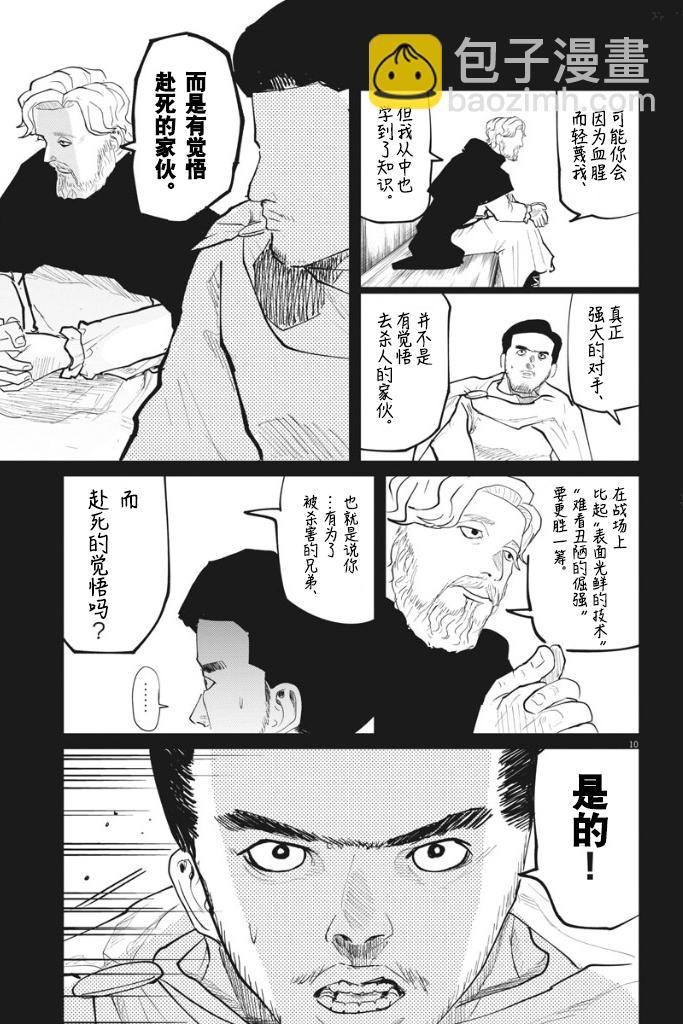 包子漫畫
baozimh.com
可能你会
因为血腥
而轻蔑我、
但我从中也
学到了知识。
真正
强大的对手、
并不是
有觉悟
去杀人的家伙。
而是有觉悟
赴死的家伙。
在战场上
比起“表面光鲜的技术”
“难看丑陋的倔强”
要更胜一筹。
也就是说你
…有为了
被杀害的兄弟、
而
赴死的觉悟吗？
……
10
是的！